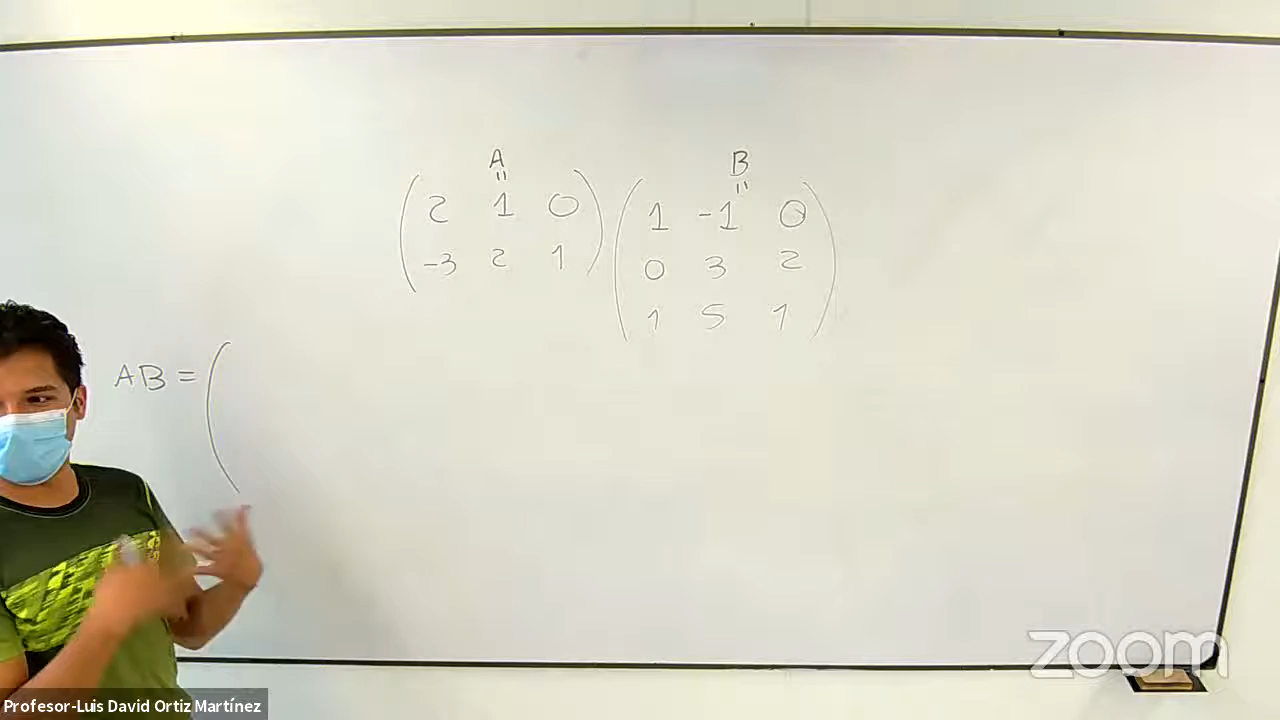 A B
= =
( 2 1 0 ) ( 1 -1 0 )
( -3 2 1 ) ( 0 3 2 )
( 1 5 1 )
AB = (
zoom
Profesor-Luis David Ortiz Martínez